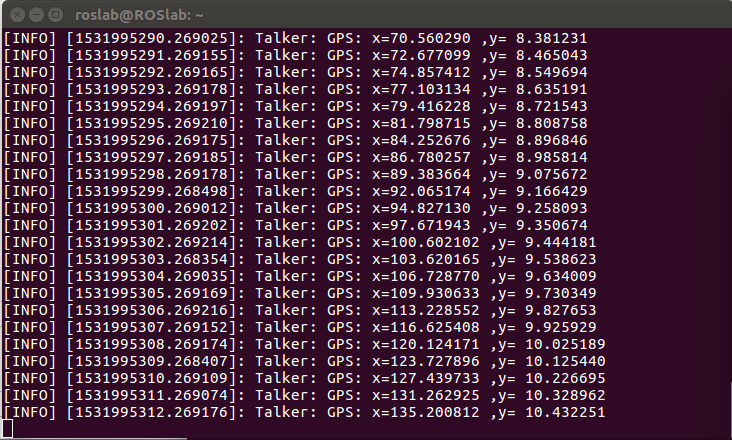 roslab@ROSlab: ~
[INFO] [1531995290.269025]: Talker: GPS: x=70.560290 ,y= 8.381231
[INFO] [1531995291.269155]: Talker: GPS: x=72.677099 ,y= 8.465043
[INFO] [1531995292.269165]: Talker: GPS: x=74.857412 ,y= 8.549694
[INFO] [1531995293.269178]: Talker: GPS: x=77.103134 ,y= 8.635191
[INFO] [1531995294.269197]: Talker: GPS: x=79.416228 ,y= 8.721543
[INFO] [1531995295.269210]: Talker: GPS: x=81.798715 ,y= 8.808758
[INFO] [1531995296.269175]: Talker: GPS: x=84.252676 ,y= 8.896846
[INFO] [1531995297.269185]: Talker: GPS: x=86.780257 ,y= 8.985814
[INFO] [1531995298.269178]: Talker: GPS: x=89.383664 ,y= 9.075672
[INFO] [1531995299.268498]: Talker: GPS: x=92.065174 ,y= 9.166429
[INFO] [1531995300.269012]: Talker: GPS: x=94.827130 ,y= 9.258093
[INFO] [1531995301.269202]: Talker: GPS: x=97.671943 ,y= 9.350674
[INFO] [1531995302.269214]: Talker: GPS: x=100.602102 ,y= 9.444181
[INFO] [1531995303.268354]: Talker: GPS: x=103.620165 ,y= 9.538623
[INFO] [1531995304.269035]: Talker: GPS: x=106.728770 ,y= 9.634009
[INFO] [1531995305.269169]: Talker: GPS: x=109.930633 ,y= 9.730349
[INFO] [1531995306.269216]: Talker: GPS: x=113.228552 ,y= 9.827653
[INFO] [1531995307.269152]: Talker: GPS: x=116.625408 ,y= 9.925929
[INFO] [1531995308.269174]: Talker: GPS: x=120.124171 ,y= 10.025189
[INFO] [1531995309.268407]: Talker: GPS: x=123.727896 ,y= 10.125440
[INFO] [1531995310.269109]: Talker: GPS: x=127.439733 ,y= 10.226695
[INFO] [1531995311.269074]: Talker: GPS: x=131.262925 ,y= 10.328962
[INFO] [1531995312.269176]: Talker: GPS: x=135.200812 ,y= 10.432251